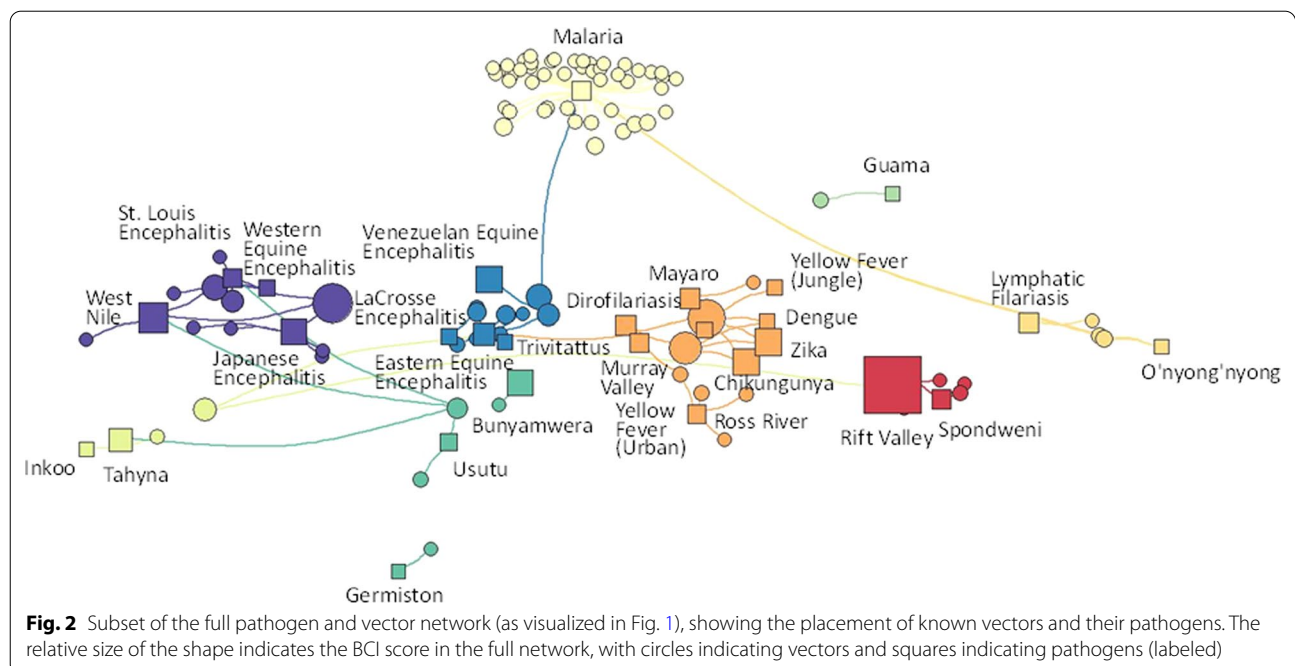 Malaria
Guama
St. Louis
Encephalitis
Western
Equine
Encephalitis
Venezuelan Equine
Encephalitis
Mayaro
Yellow Fever
(Jungle)
Lymphatic
Filariasis
West
Nile
LaCrosse
Encephalitis
Dirofilariasis
Dengue
Zika
Japanese
Encephalitis
Eastern Equine
Encephalitis
Trivitattus
Murray
Valley
Chikungunya
O'nyong'nyong
Bunyamwera
Yellow
Fever
(Urban)
Ross River
Rift Valley
Spondweni
Inkoo
Tahyna
Usutu
Germiston
Fig. 2 Subset of the full pathogen and vector network (as visualized in Fig. 1), showing the placement of known vectors and their pathogens. The
relative size of the shape indicates the BCI score in the full network, with circles indicating vectors and squares indicating pathogens (labeled)